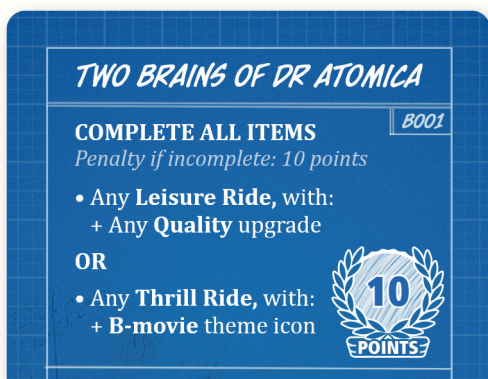 TWO BRAINS OF DR ATOMICA
B001
COMPLETE ALL ITEMS
Penalty if incomplete: 10 points
• Any Leisure Ride, with:
+ Any Quality upgrade
OR
• Any Thrill Ride, with:
+ B-movie theme icon
10
POINTS